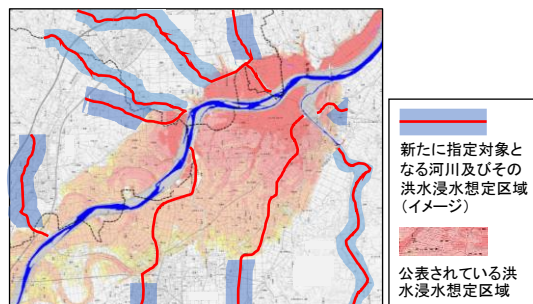 新たに指定対象と
なる河川及びその
洪水浸水想定区域
（イメージ）
公表されている洪
水浸水想定区域